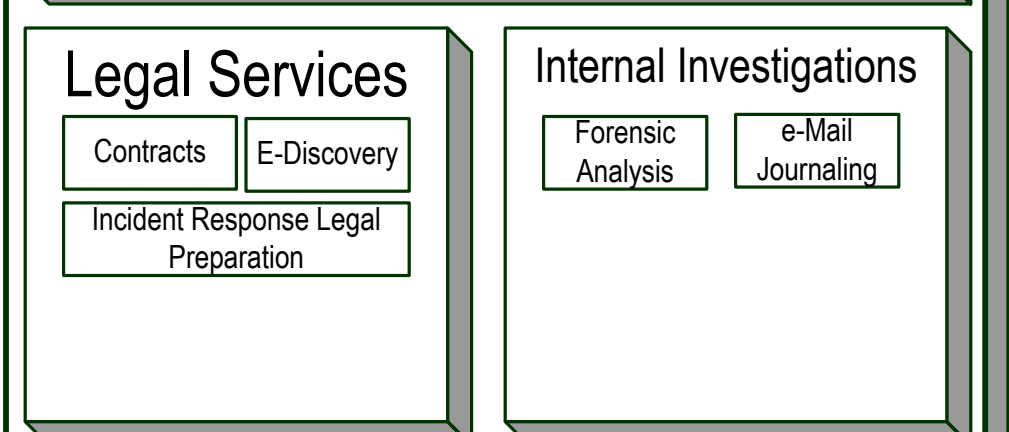 Legal Services
Contracts
E-Discovery
Incident Response Legal
Preparation
Internal Investigations
Forensic
Analysis
e-Mail
Journaling